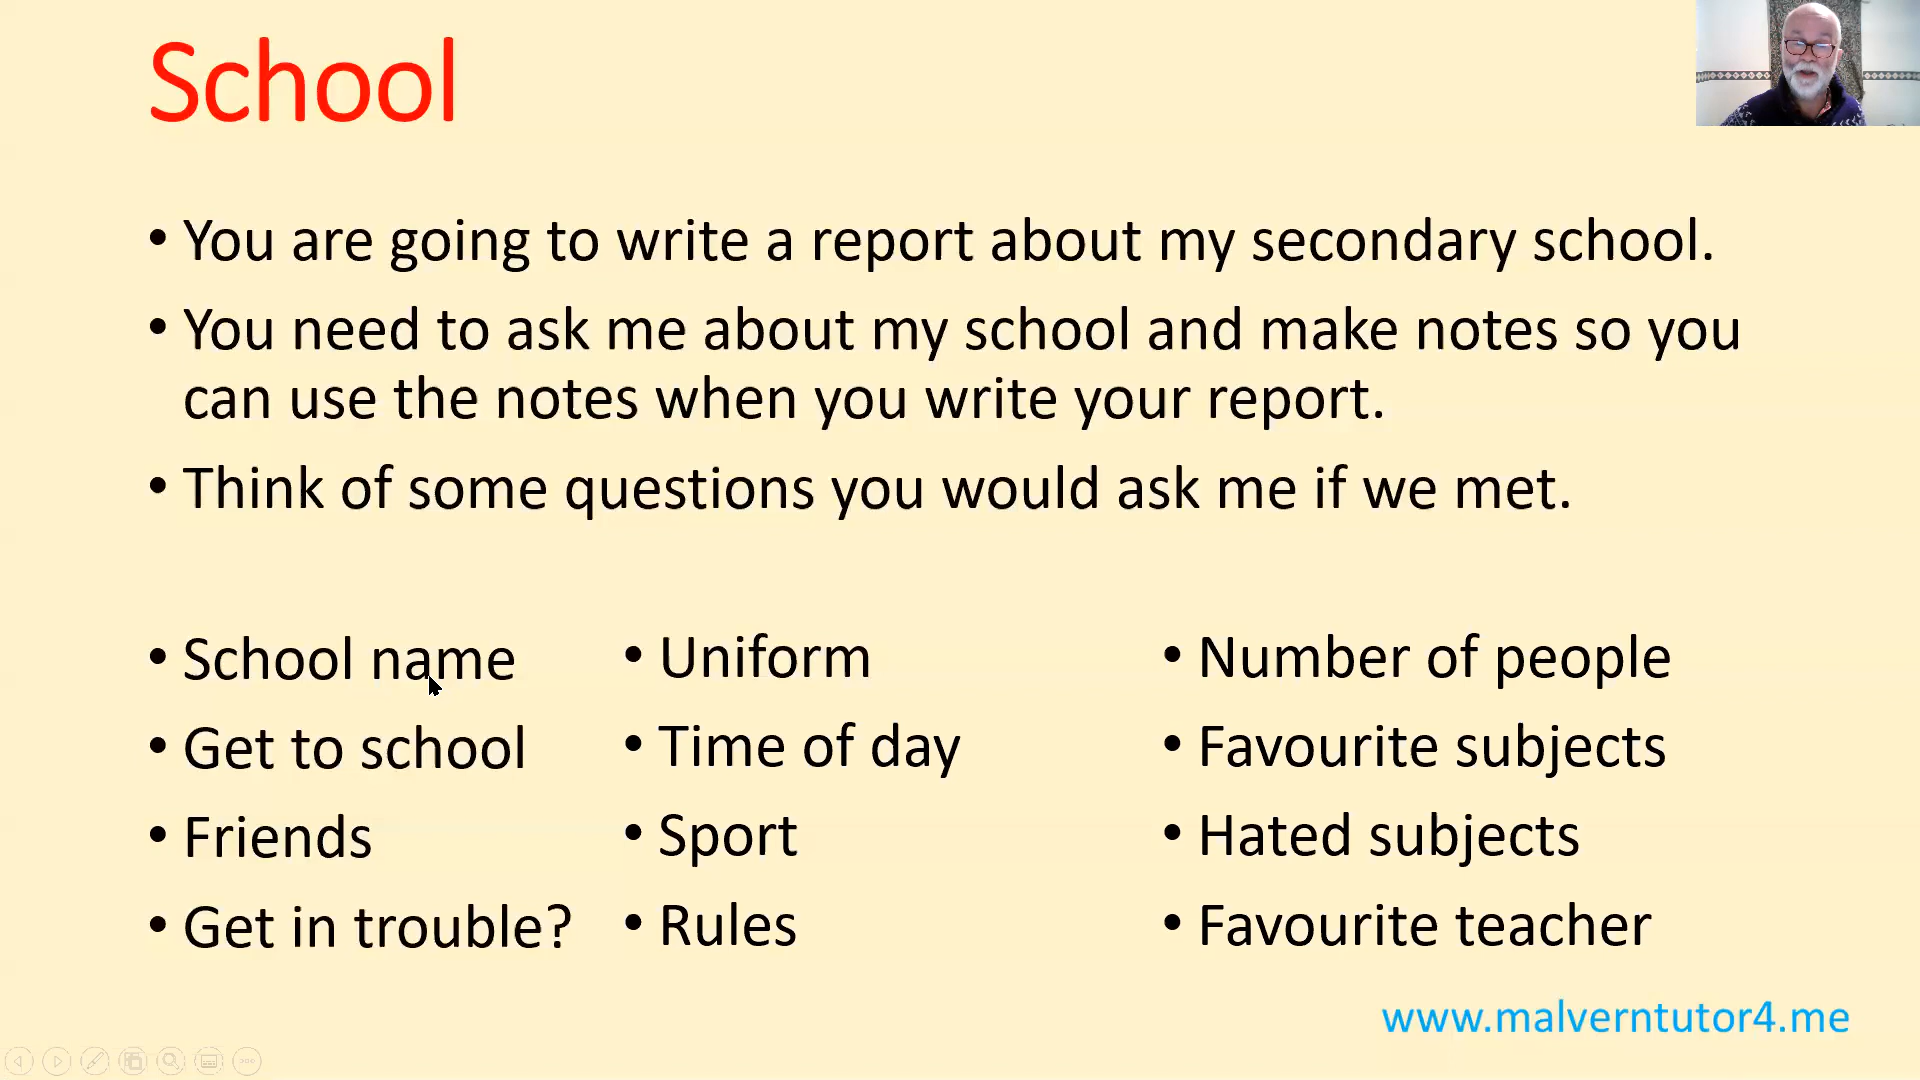 School
• You are going to write a report about my secondary school.
• You need to ask me about my school and make notes so you
can use the notes when you write your report.
• Think of some questions you would ask me if we met.
• School name
• Get to school
• Friends
• Get in trouble?
• Uniform
• Time of day
• Sport
• Rules
• Number of people
• Favourite subjects
• Hated subjects
• Favourite teacher
www.malverntutor4.me